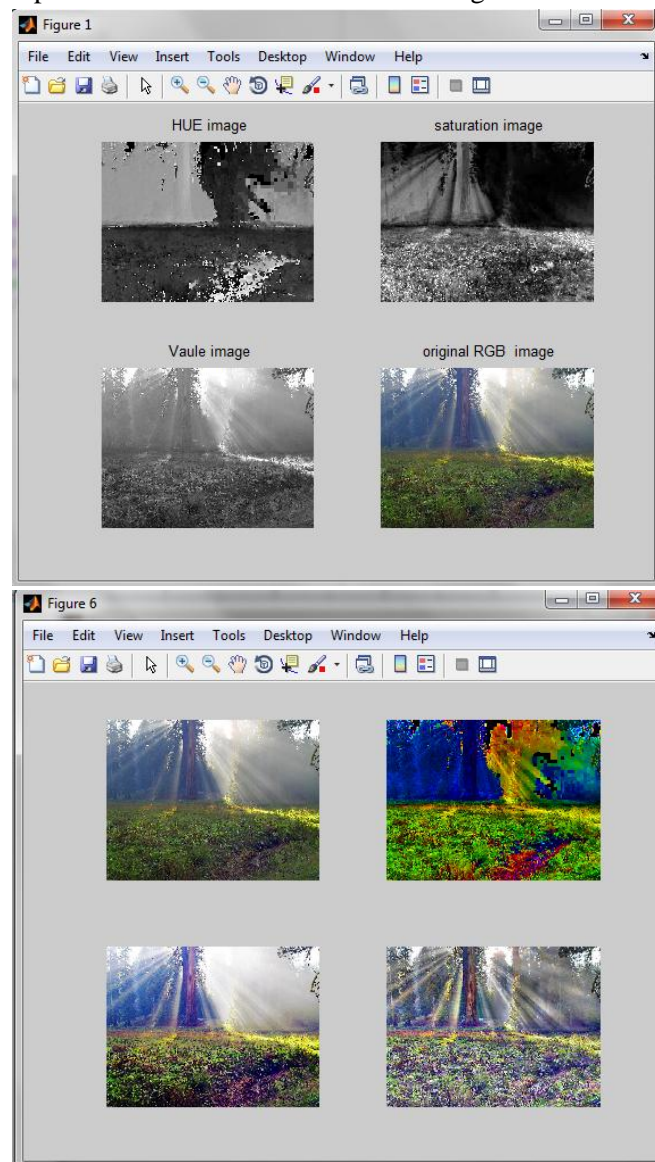 Figure 1
File Edit View Insert Tools Desktop Window Help
HUE image saturation image
Vaule image original RGB image
Figure 6
File Edit View Insert Tools Desktop Window Help